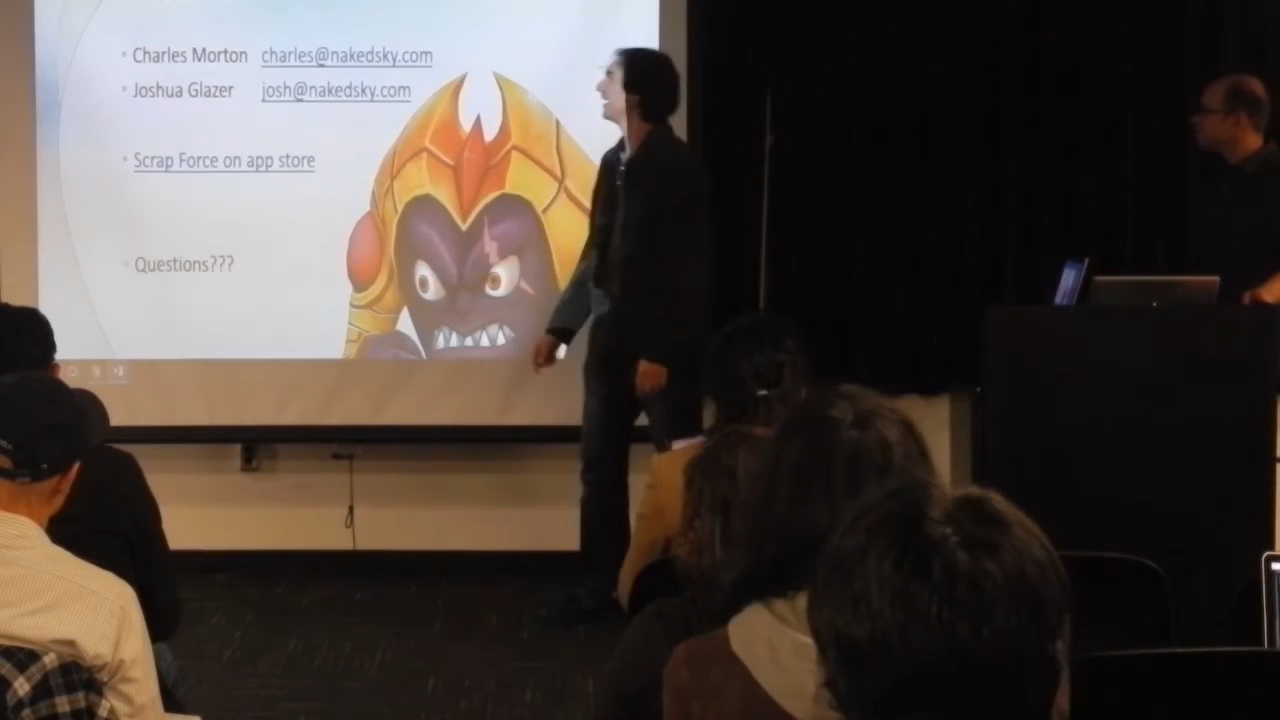 Charles Morton charles@nakedsky.com
Joshua Glazer josh@nakedsky.com
Scrap Force on app store
Questions???